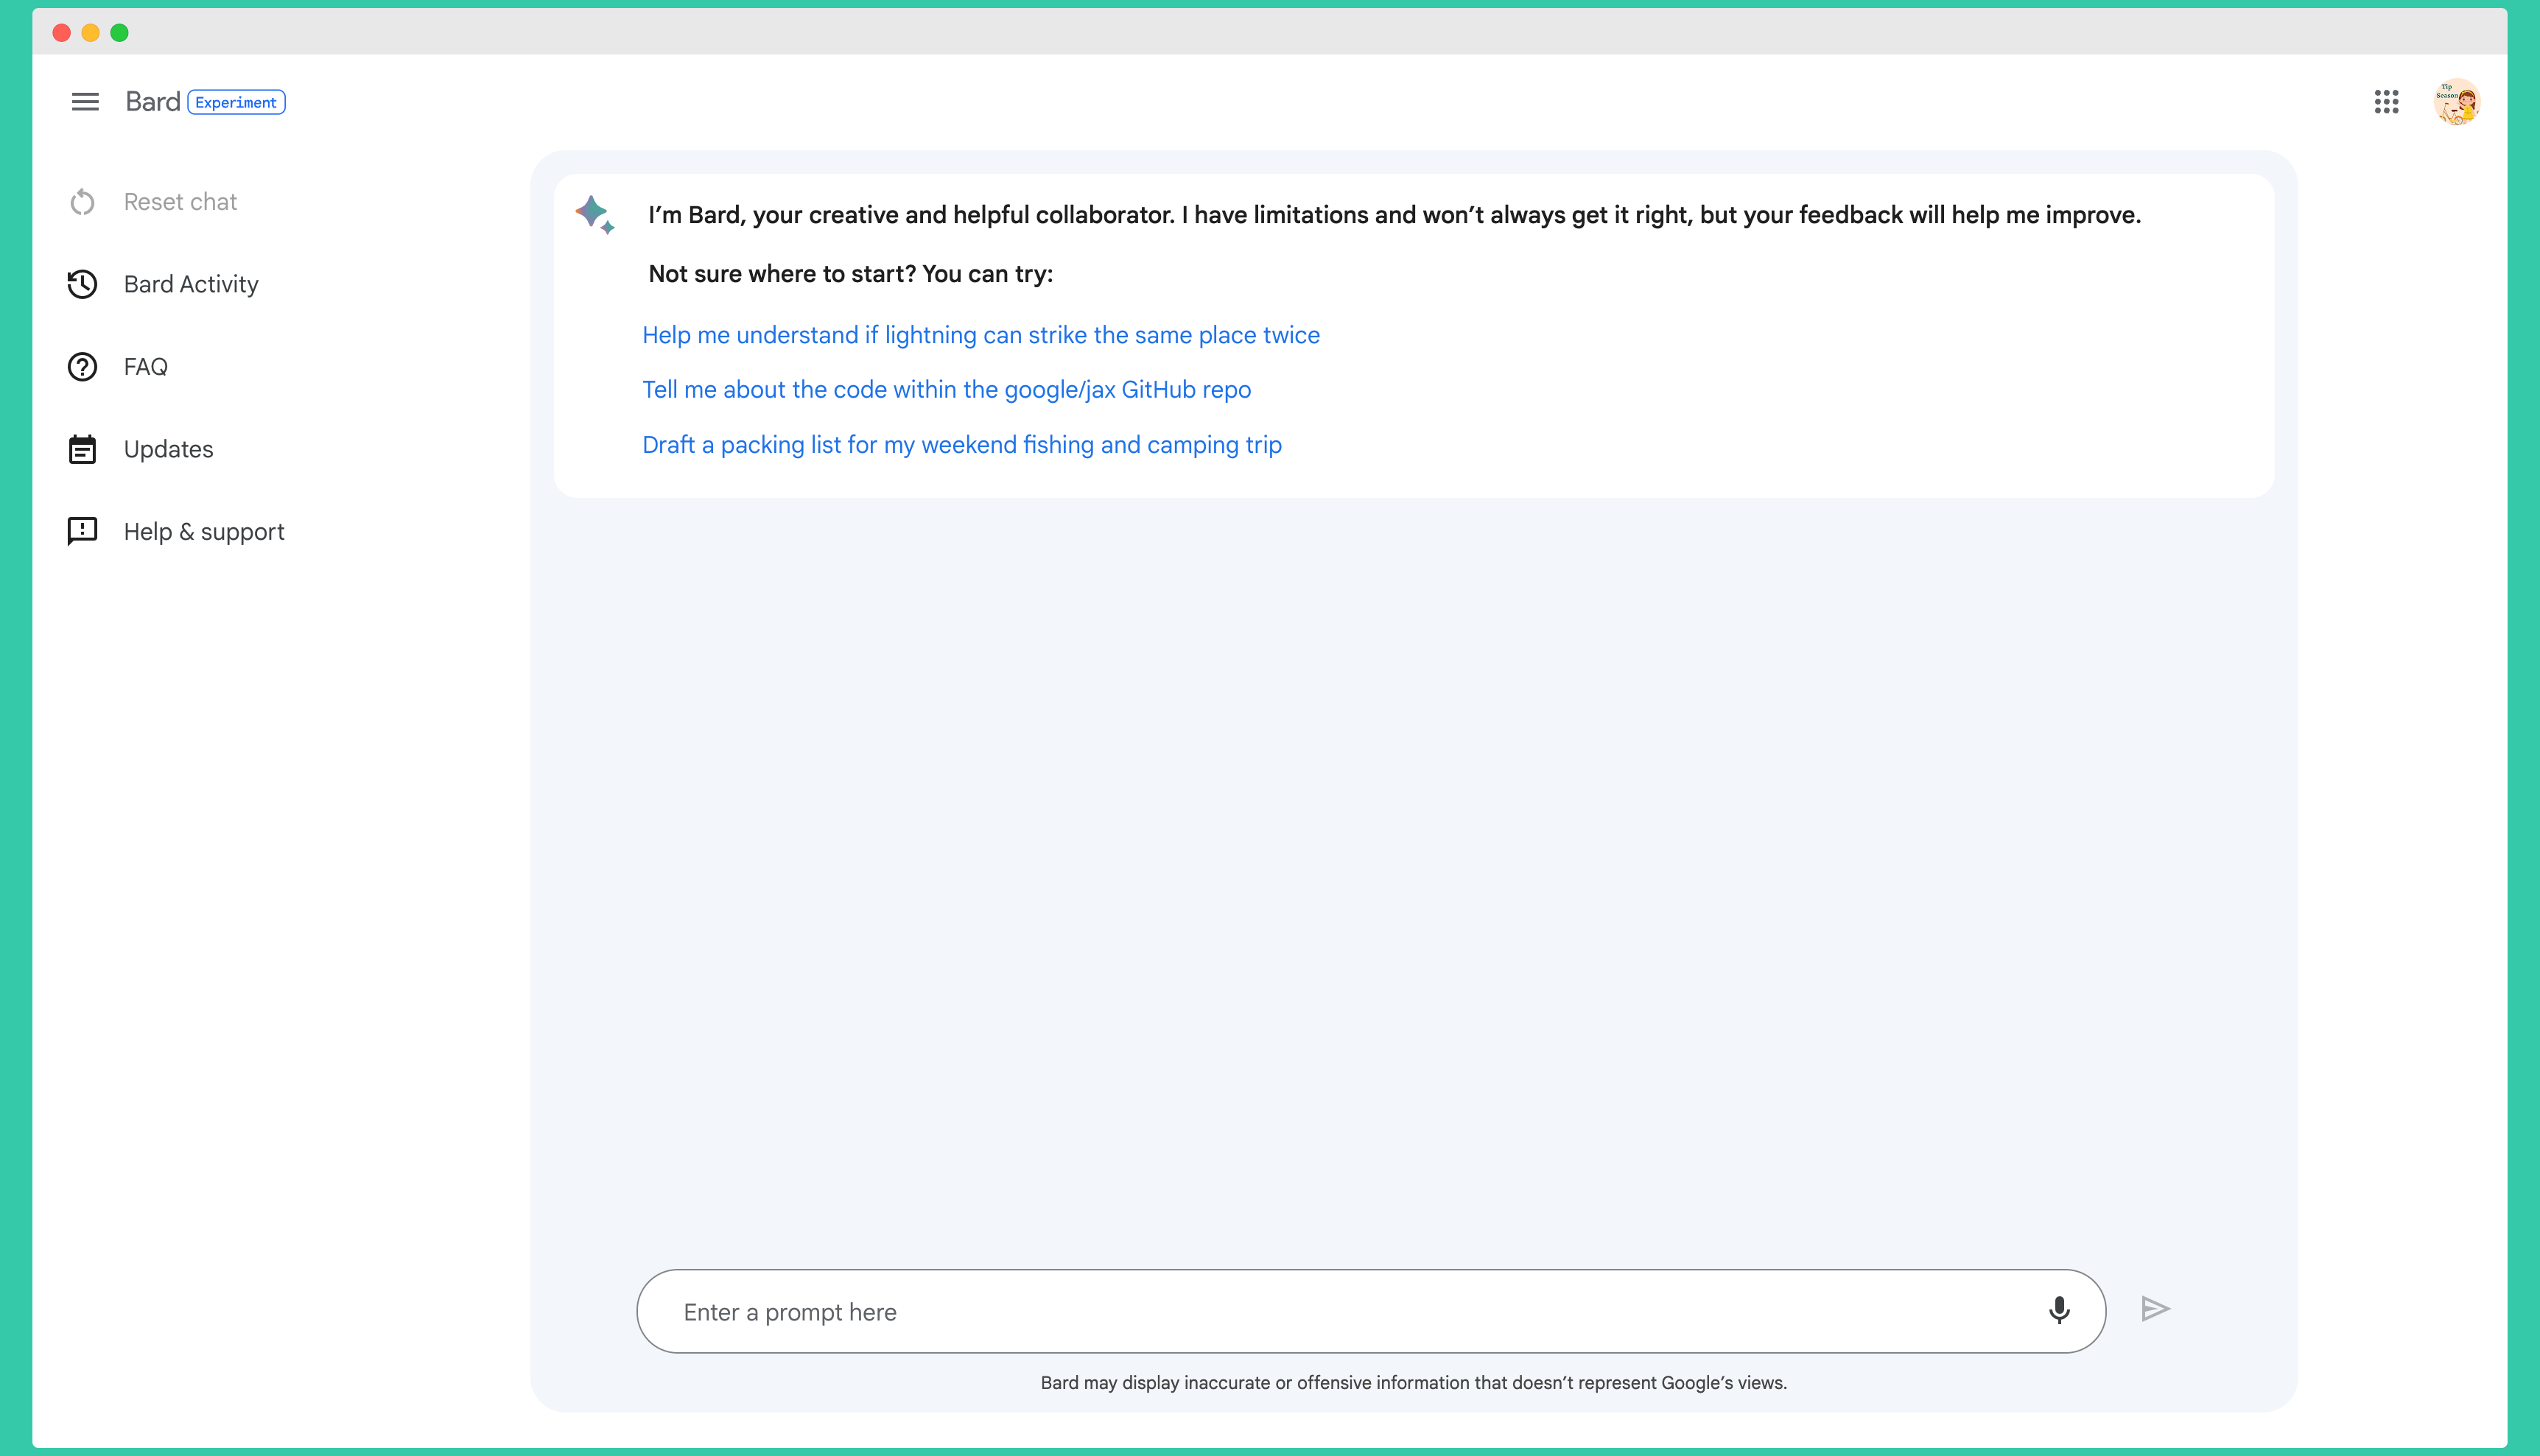 Bard Experiment
Tip
Season
Reset chat
Bard Activity
FAQ
Updates
Help & support
I’m Bard, your creative and helpful collaborator. I have limitations and won’t always get it right, but your feedback will help me improve.
Not sure where to start? You can try:
Help me understand if lightning can strike the same place twice
Tell me about the code within the google/jax GitHub repo
Draft a packing list for my weekend fishing and camping trip
Enter a prompt here
Bard may display inaccurate or offensive information that doesn’t represent Google’s views.